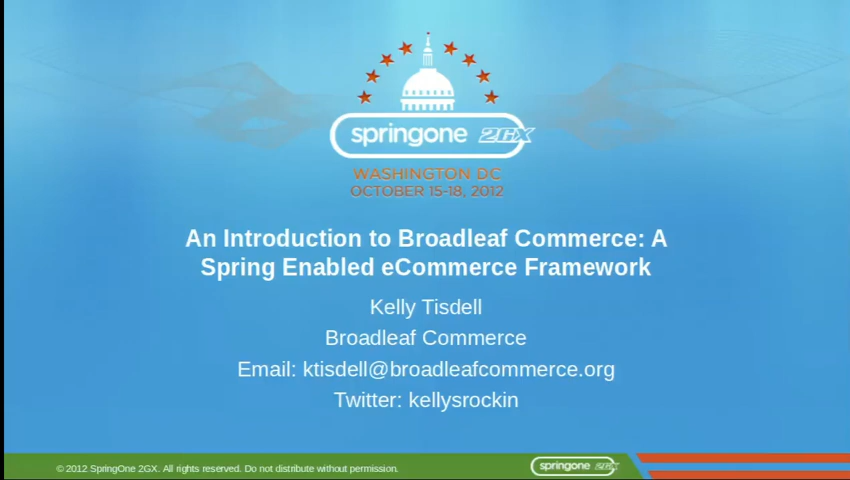 springone 2GX
WASHINGTON DC
OCTOBER 15-18, 2012
An Introduction to Broadleaf Commerce: A
Spring Enabled eCommerce Framework
Kelly Tisdell
Broadleaf Commerce
Email: ktisdell@broadleafcommerce.org
Twitter: kellysrockin
© 2012 SpringOne 2GX. All rights reserved. Do not distribute without permission.
springone 2GX